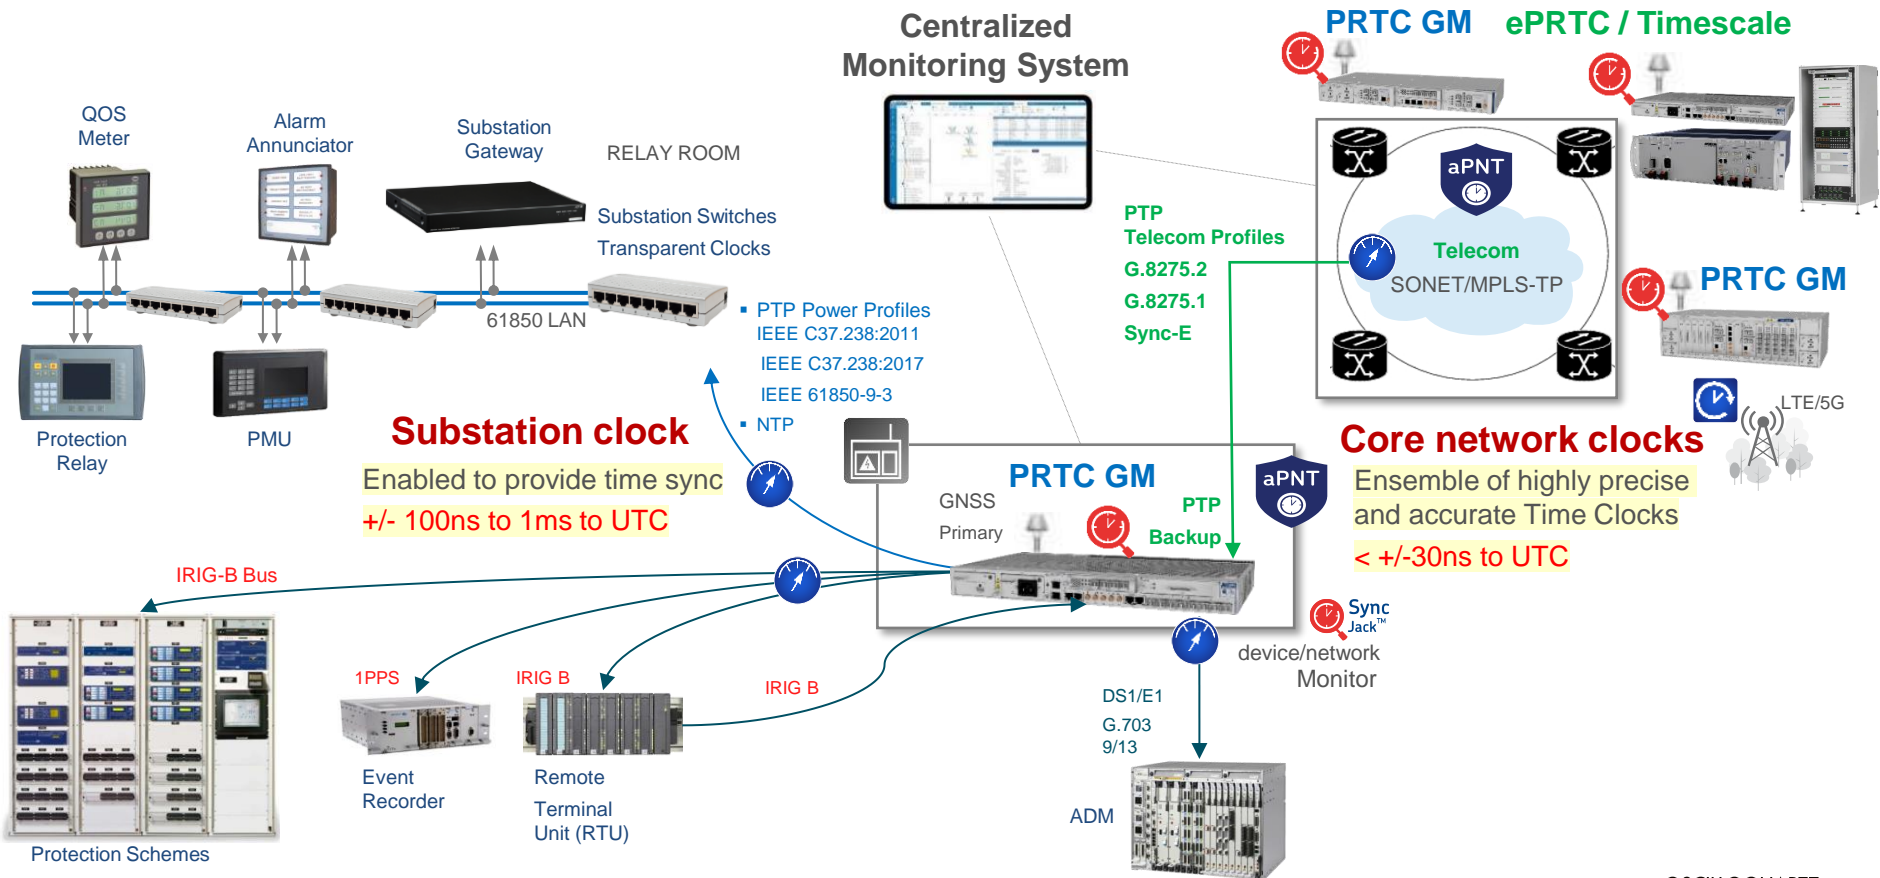 Centralized
Monitoring System
PRTC GM
ePRTC / Timescale
QOS
Meter
Alarm
Annunciator
Substation
Gateway
RELAY ROOM
Substation Switches
Transparent Clocks
61850 LAN
Protection
Relay
PMU
▪ PTP Power Profiles
IEEE C37.238:2011
IEEE C37.238:2017
IEEE 61850-9-3
▪ NTP
PTP
Telecom Profiles
G.8275.2
G.8275.1
Sync-E
aPNT
Telecom
SONET/MPLS-TP
PRTC GM
LTE/5G
Substation clock
Enabled to provide time sync
+/- 100ns to 1ms to UTC
PRTC GM
GNSS
Primary
PTP
Backup
aPNT
Core network clocks
Ensemble of highly precise
and accurate Time Clocks
< +/-30ns to UTC
Sync
Jack™
device/network
Monitor
IRIG-B Bus
1PPS
IRIG B
IRIG B
Event
Recorder
Remote
Terminal
Unit (RTU)
DS1/E1
G.703
9/13
ADM
Protection Schemes